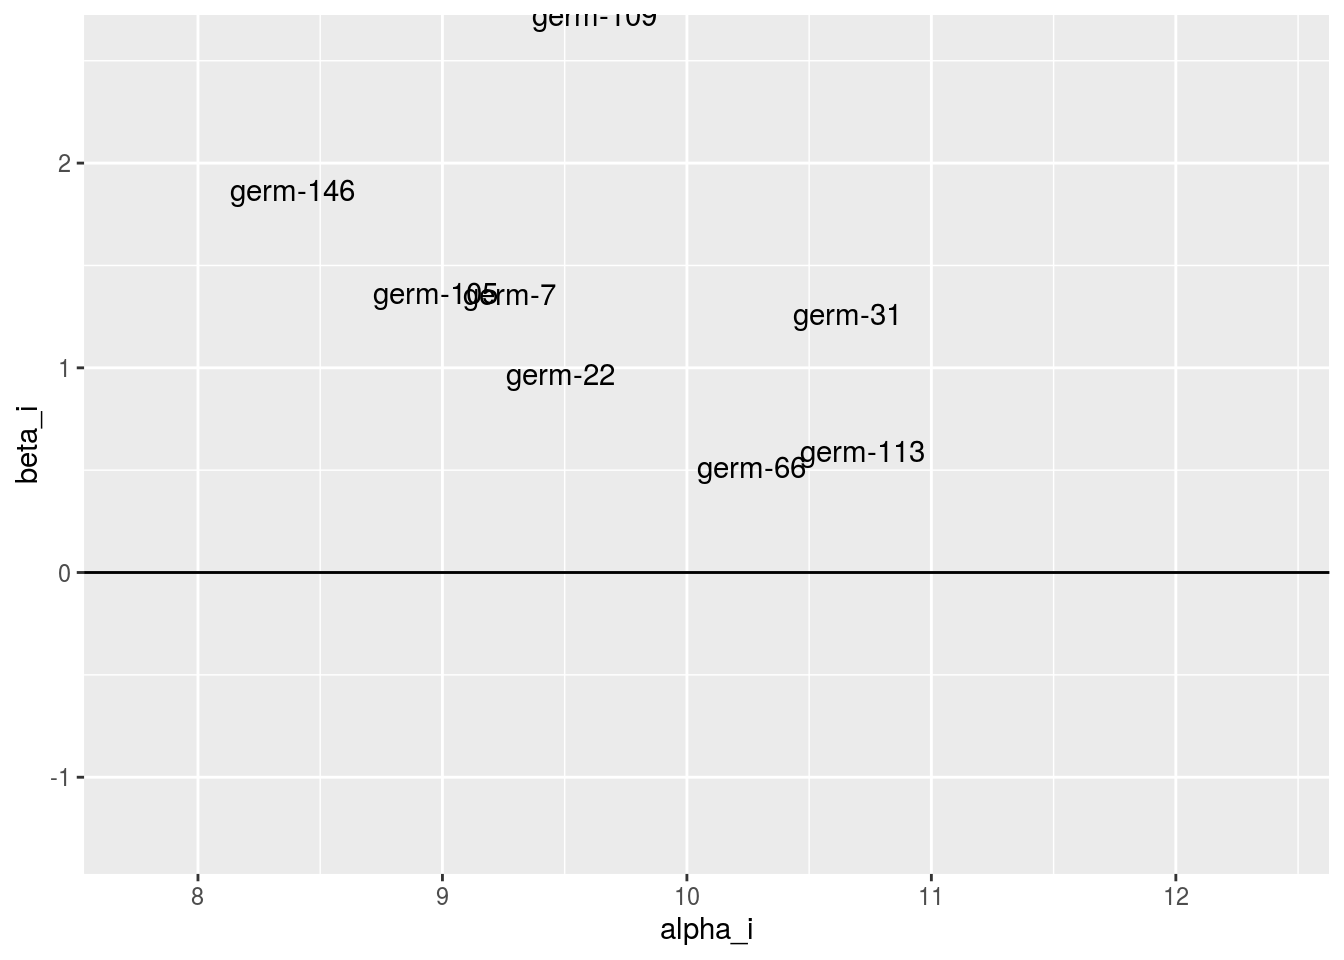 germ-109
2
germ-146
germ-105
germ-7
germ-31
1
germ-22
germ-113
germ-66
0
-1
8 9 10 11 12
alpha_i
beta_i